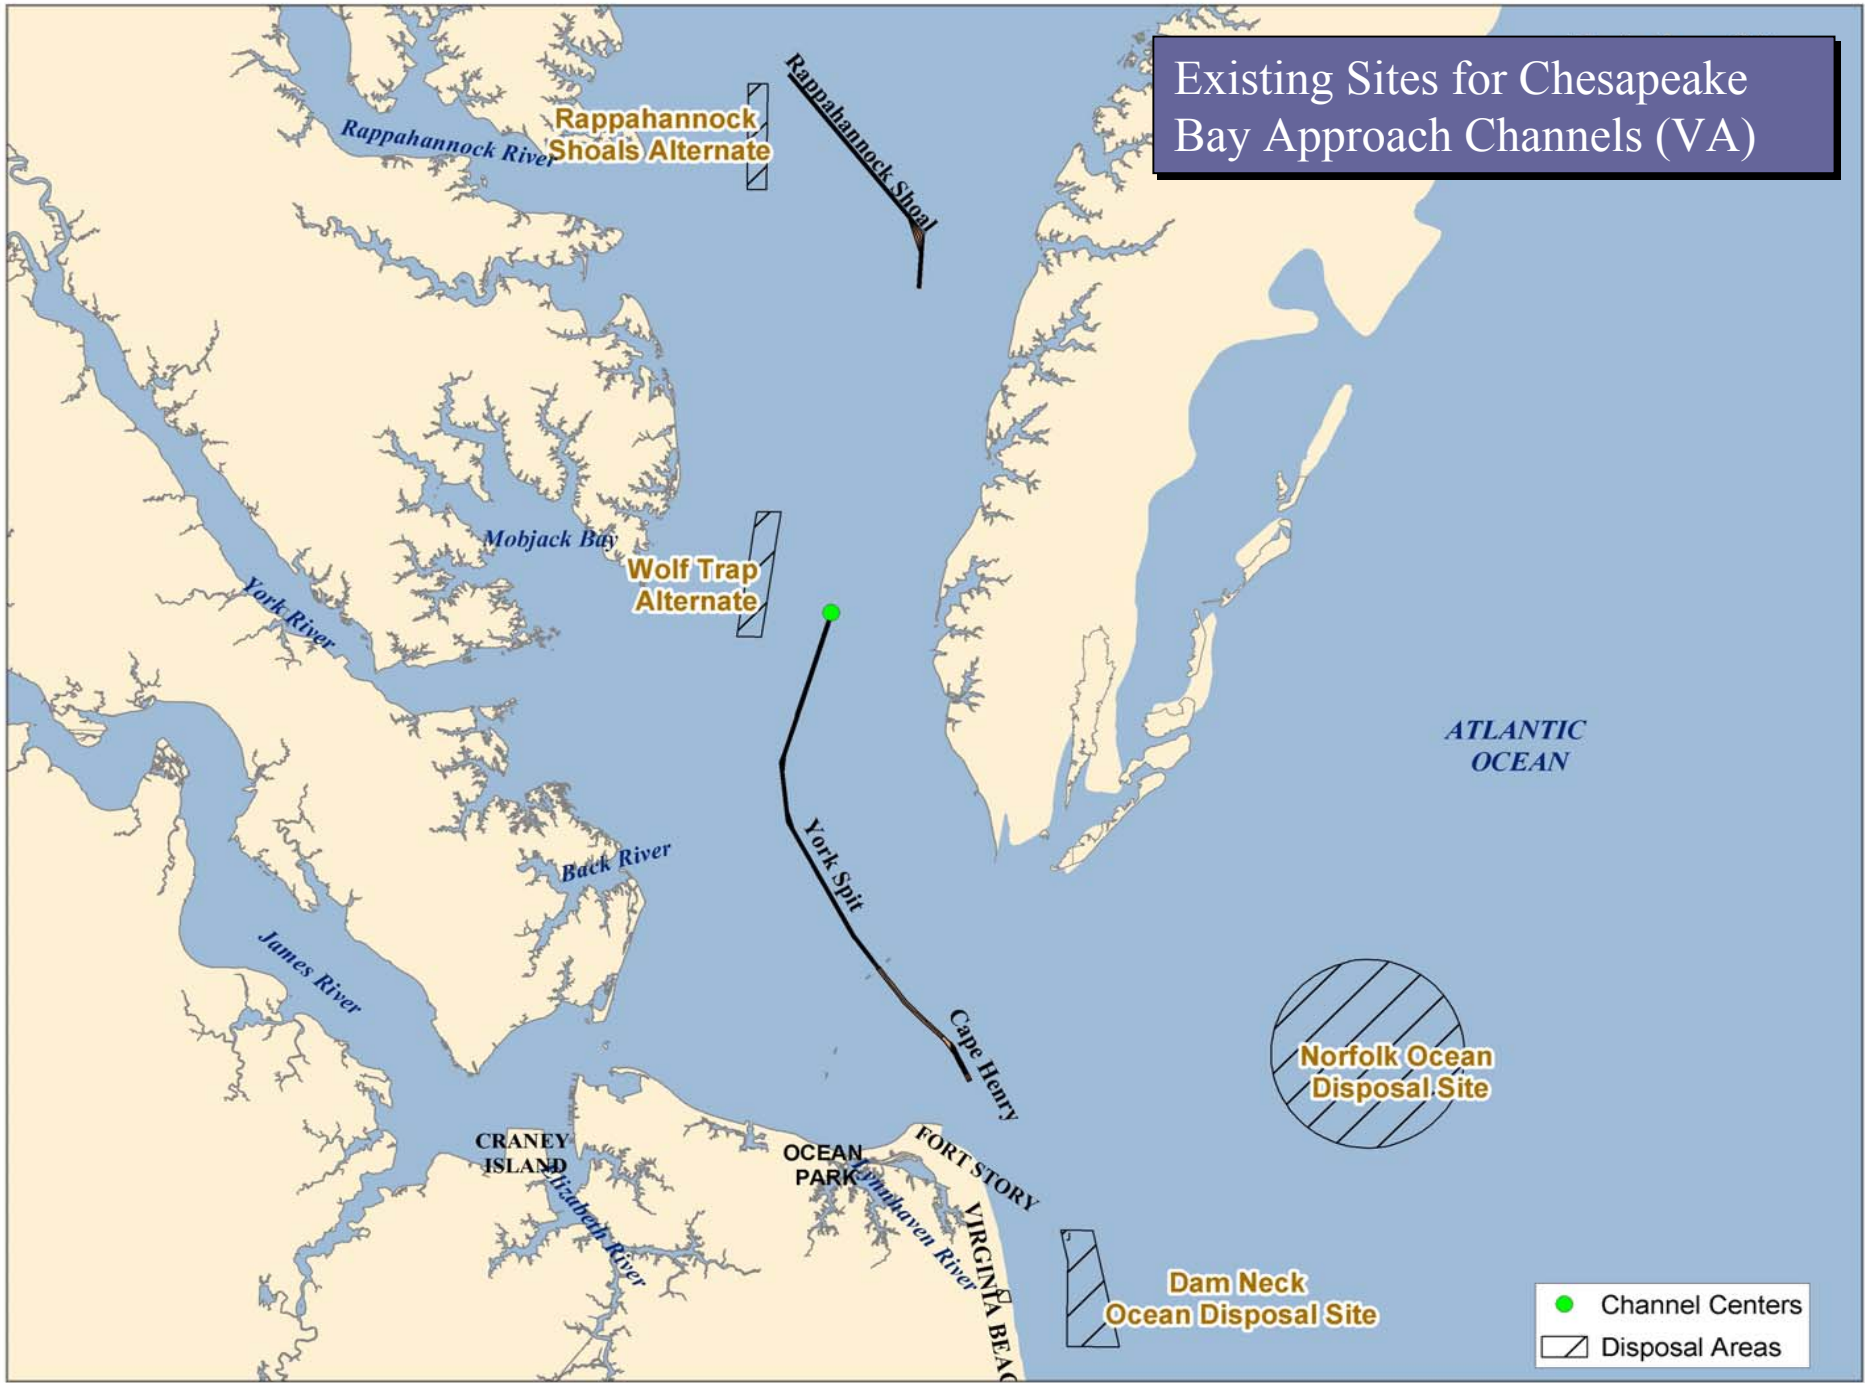 Existing Sites for Chesapeake
Bay Approach Channels (VA)
Rappahannock Shoal
Rappahannock
Shoals Alternate
Rappahannock River
Mobjack Bay
Wolf Trap
Alternate
York River
ATLANTIC
OCEAN
York Spit
Back River
James River
Cape Henry
Norfolk Ocean
Disposal Site
CRANEY
ISLAND
Elizabeth River
OCEAN
PARK
Lynnhaven River
FORT STORY
VIRGINIA BEAC
Dam Neck
Ocean Disposal Site
Channel Centers
Disposal Areas